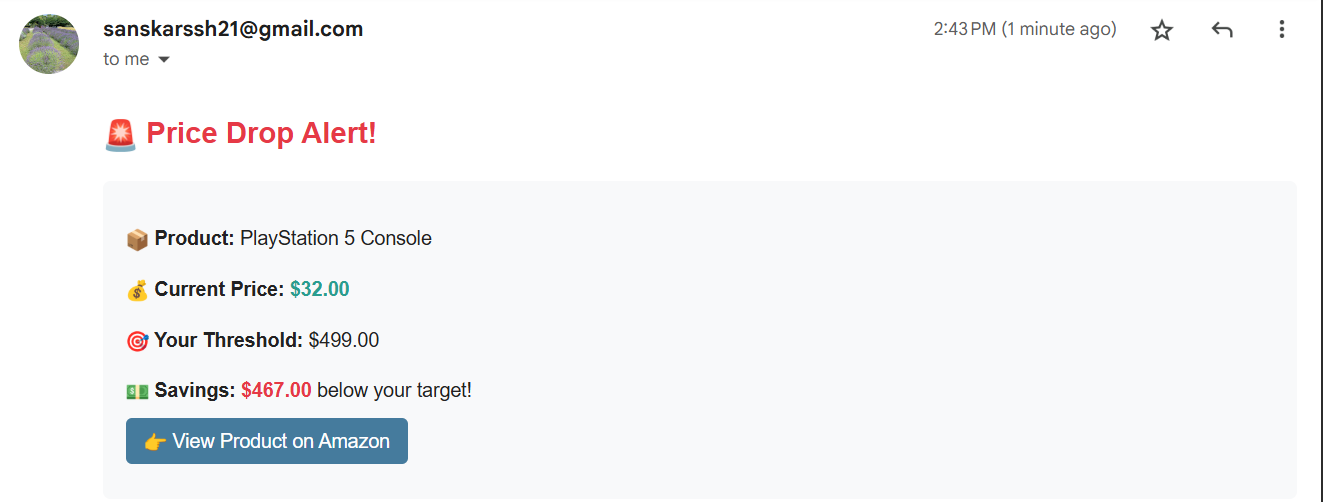 sanskarssh21@gmail.com
2:43 PM (1 minute ago)
to me
🚨 Price Drop Alert!
📦 Product: PlayStation 5 Console
💰 Current Price: $32.00
🎯 Your Threshold: $499.00
💵 Savings: $467.00 below your target!
👉 View Product on Amazon